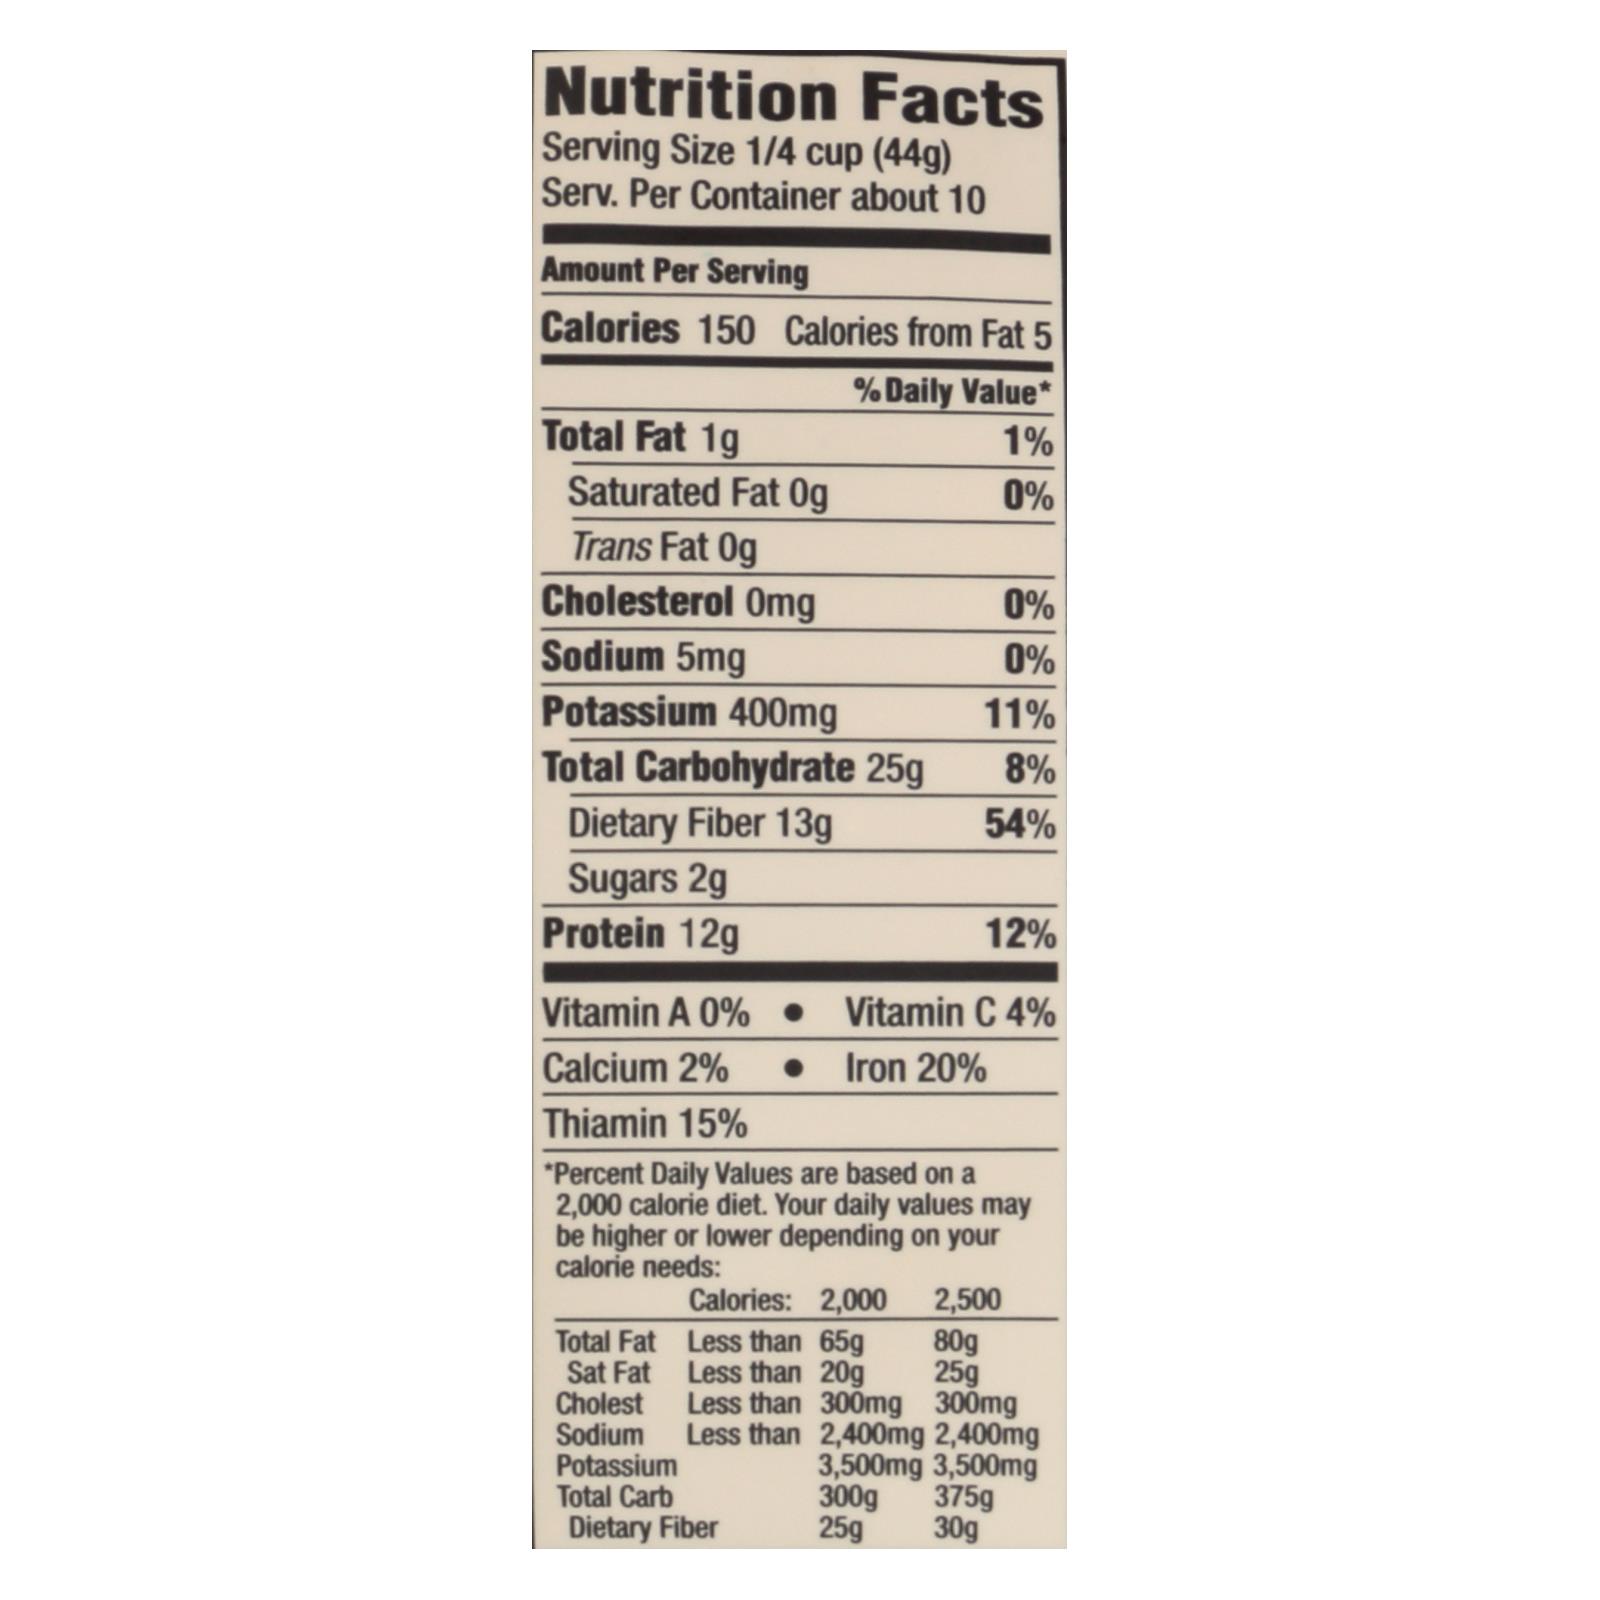 Nutrition Facts
Serving Size 1/4 cup (44g)
Serv. Per Container about 10
Amount Per Serving
Calories 150 Calories from Fat 5
% Daily Value*
Total Fat 1g 1%
Saturated Fat 0g 0%
Trans Fat 0g
Cholesterol 0mg 0%
Sodium 5mg 0%
Potassium 400mg 11%
Total Carbohydrate 25g 8%
Dietary Fiber 13g 54%
Sugars 2g
Protein 12g 12%
Vitamin A 0% • Vitamin C 4%
Calcium 2% • Iron 20%
Thiamin 15%
*Percent Daily Values are based on a
2,000 calorie diet. Your daily values may
be higher or lower depending on your
calorie needs:
Calories: 2,000 2,500
Total Fat Less than 65g 80g
Sat Fat Less than 20g 25g
Cholest Less than 300mg 300mg
Sodium Less than 2,400mg 2,400mg
Potassium 3,500mg 3,500mg
Total Carb 300g 375g
Dietary Fiber 25g 30g